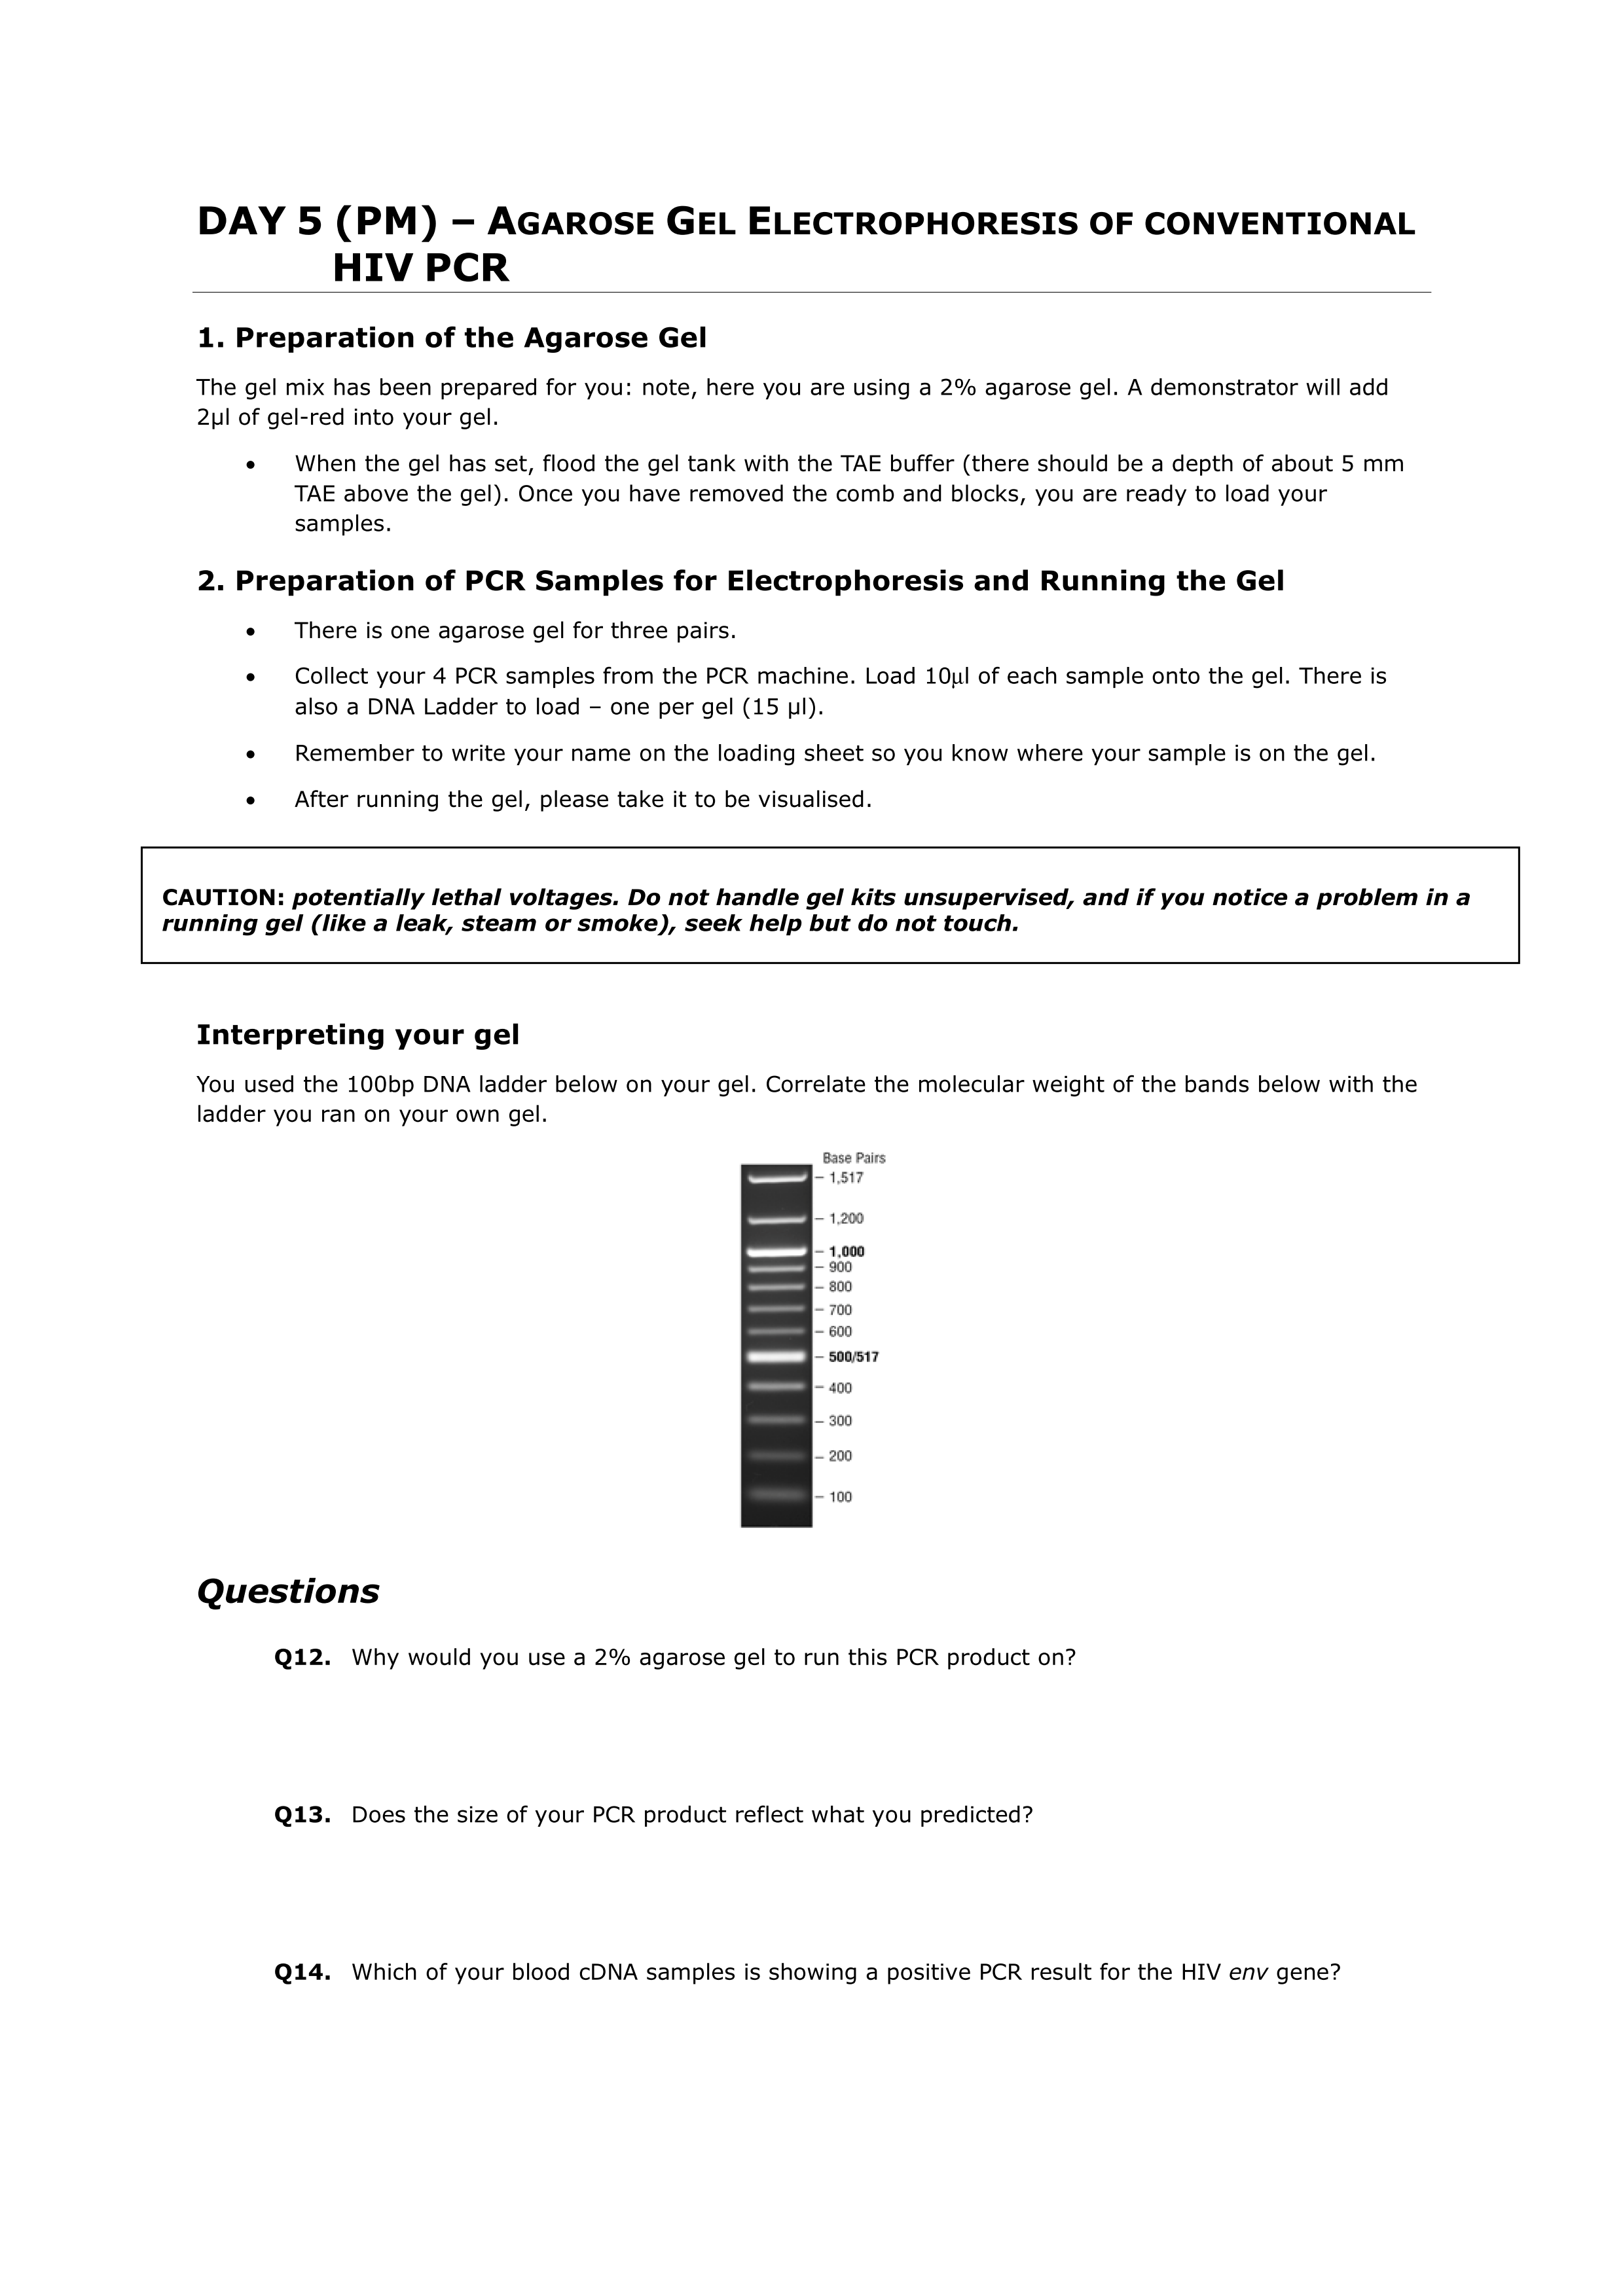 DAY 5 (PM) – AGAROSE GEL ELECTROPHORESIS OF CONVENTIONAL
HIV PCR
1. Preparation of the Agarose Gel
The gel mix has been prepared for you: note, here you are using a 2% agarose gel. A demonstrator will add
2µl of gel-red into your gel.
• When the gel has set, flood the gel tank with the TAE buffer (there should be a depth of about 5 mm
TAE above the gel). Once you have removed the comb and blocks, you are ready to load your
samples.
2. Preparation of PCR Samples for Electrophoresis and Running the Gel
• There is one agarose gel for three pairs.
• Collect your 4 PCR samples from the PCR machine. Load 10µl of each sample onto the gel. There is
also a DNA Ladder to load – one per gel (15 µl).
• Remember to write your name on the loading sheet so you know where your sample is on the gel.
• After running the gel, please take it to be visualised.
CAUTION: potentially lethal voltages. Do not handle gel kits unsupervised, and if you notice a problem in a
running gel (like a leak, steam or smoke), seek help but do not touch.
Interpreting your gel
You used the 100bp DNA ladder below on your gel. Correlate the molecular weight of the bands below with the
ladder you ran on your own gel.
Base Pairs
1,517
1,200
1,000
900
800
700
600
500/517
400
300
200
100
Questions
Q12. Why would you use a 2% agarose gel to run this PCR product on?
Q13. Does the size of your PCR product reflect what you predicted?
Q14. Which of your blood cDNA samples is showing a positive PCR result for the HIV env gene?